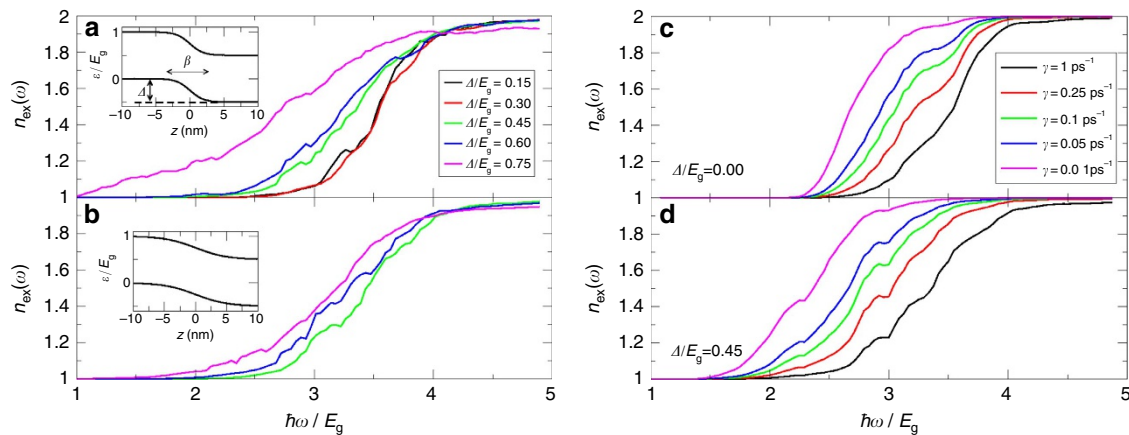 a
ε/E_g
1
0
β
Δ
−10 −5 0 5 10
z (nm)
n_ex(ω)
2
1.8
1.6
1.4
1.2
1
Δ/E_g = 0.15
Δ/E_g = 0.30
Δ/E_g = 0.45
Δ/E_g = 0.60
Δ/E_g = 0.75
b
ε/E_g
1
0
−10 −5 0 5 10
z (nm)
n_ex(ω)
1.8
1.6
1.4
1.2
1
1 2 3 4 5
ħω / E_g
c
n_ex(ω)
2
1.8
1.6
1.4
1.2
1
Δ/E_g=0.00
γ = 1 ps⁻¹
γ = 0.25 ps⁻¹
γ = 0.1 ps⁻¹
γ = 0.05 ps⁻¹
γ = 0.0 1ps⁻¹
d
n_ex(ω)
1.8
1.6
1.4
1.2
1
Δ/E_g=0.45
1 2 3 4 5
ħω / E_g